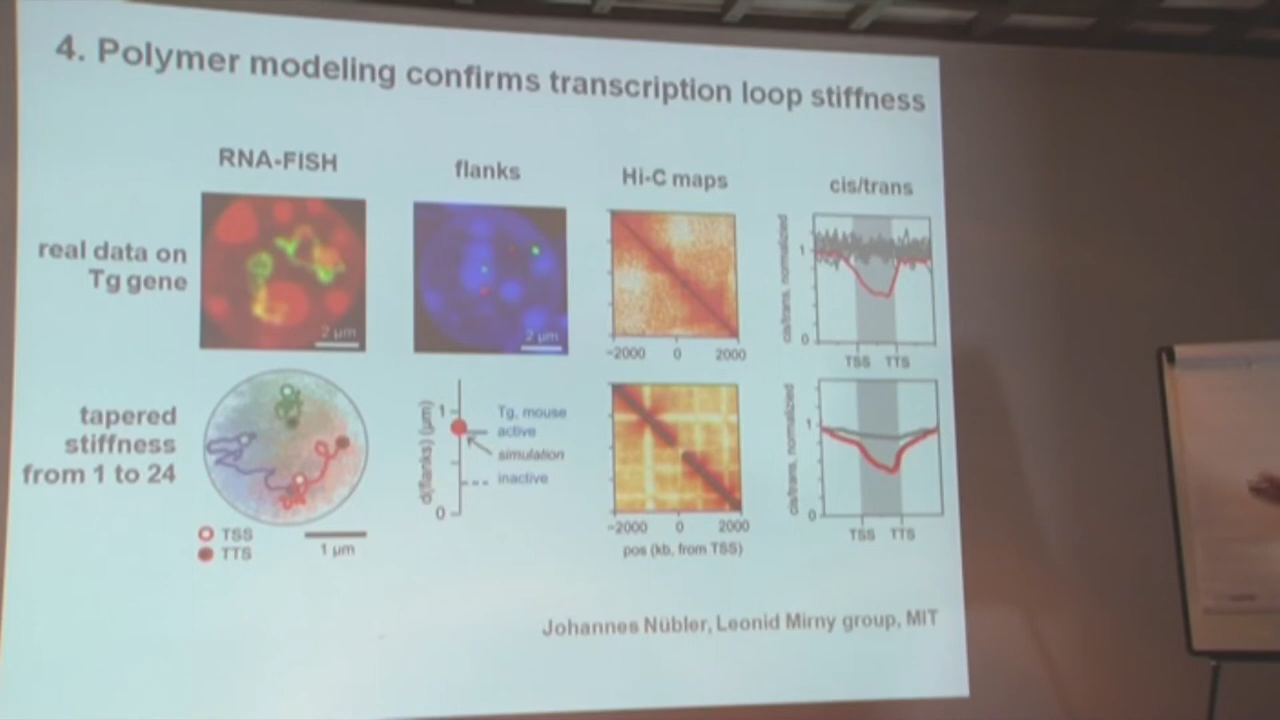 4. Polymer modeling confirms transcription loop stiffness
RNA-FISH
flanks
Hi-C maps
cis/trans
real data on
Tg gene
2 µm
2 µm
-2000 0 2000
cis/trans, normalized
1
0
TSS TTS
tapered
stiffness
from 1 to 24
TSS
TTS
1 µm
d(flanks) (µm)
1
0
Tg, mouse
active
simulation
inactive
-2000 0 2000
pos (kb, from TSS)
cis/trans, normalized
1
0
TSS TTS
Johannes Nübler, Leonid Mirny group, MIT